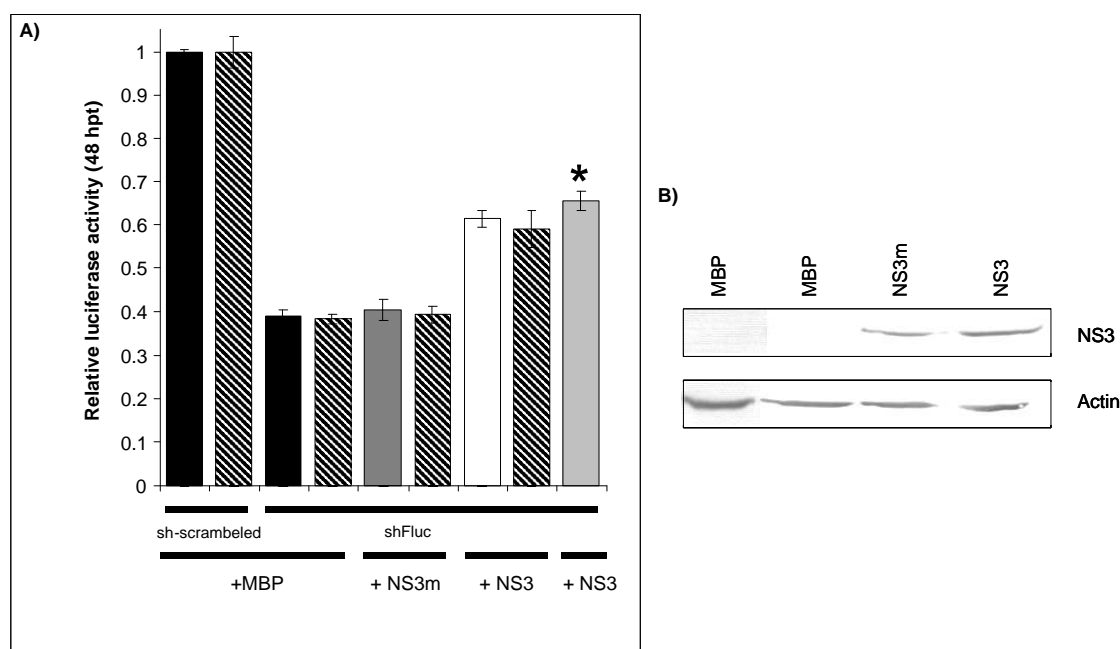 A)
Relative luciferase activity (48 hpt)
1
0.9
0.8
0.7
0.6
0.5
0.4
0.3
0.2
0.1
0
*
sh-scrambeled
shFluc
+MBP
+ NS3m
+ NS3
+ NS3
B)
MBP
MBP
NS3m
NS3
NS3
Actin